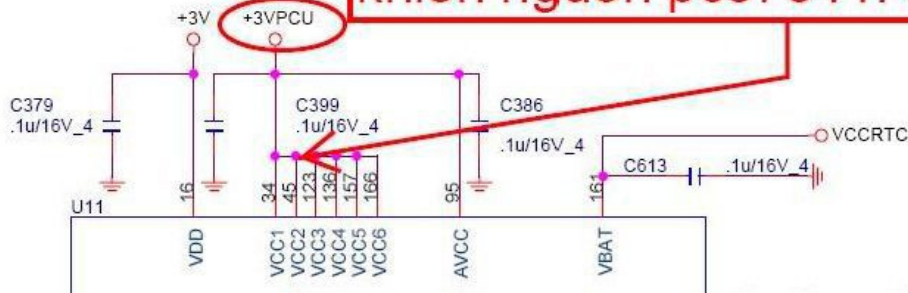 +3V
+3VPCU
C379
.1u/16V_4
C399
.1u/16V_4
C386
.1u/16V_4
VCCRTC
C613
.1u/16V_4
16
34
45
123
136
157
166
95
161
U11
VDD
VCC1
VCC2
VCC3
VCC4
VCC5
VCC6
AVCC
VBAT